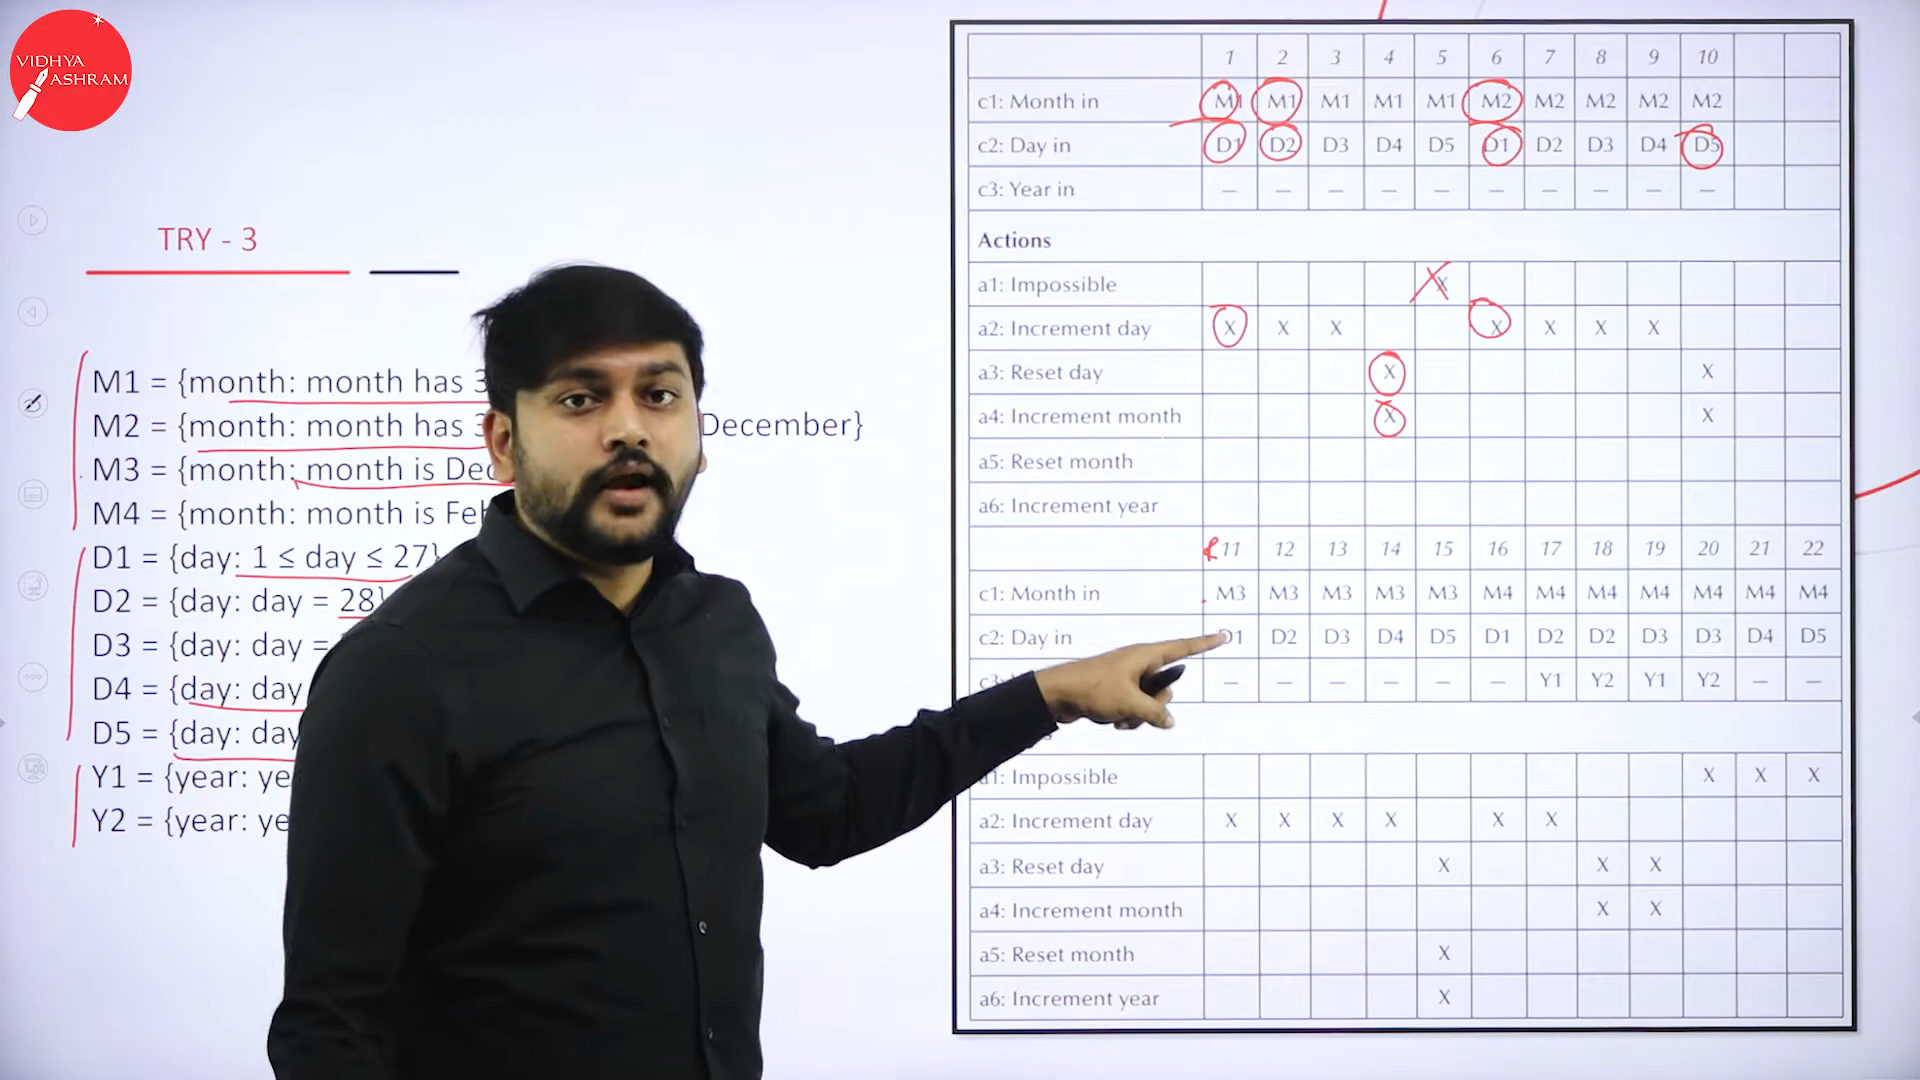 VIDHYA
ASHRAM
TRY - 3
M1 = {month: month has 3
M2 = {month: month has 3 December}
M3 = {month: month is Dec
M4 = {month: month is Feb
D1 = {day: 1 ≤ day ≤ 27}
D2 = {day: day = 28}
D3 = {day: day =
D4 = {day: day
D5 = {day: day
Y1 = {year: ye
Y2 = {year: ye
1 2 3 4 5 6 7 8 9 10
c1: Month in M1 M1 M1 M1 M1 M2 M2 M2 M2 M2
c2: Day in D1 D2 D3 D4 D5 D1 D2 D3 D4 D5
c3: Year in — — — — — — — — — —
Actions
a1: Impossible X
a2: Increment day X X X X X X X
a3: Reset day X X
a4: Increment month X X
a5: Reset month
a6: Increment year
11 12 13 14 15 16 17 18 19 20 21 22
c1: Month in M3 M3 M3 M3 M3 M4 M4 M4 M4 M4 M4 M4
c2: Day in D1 D2 D3 D4 D5 D1 D2 D2 D3 D3 D4 D5
c3: — — — — — — Y1 Y2 Y1 Y2 — —
a1: Impossible X X X
a2: Increment day X X X X X X
a3: Reset day X X X
a4: Increment month X X
a5: Reset month X
a6: Increment year X